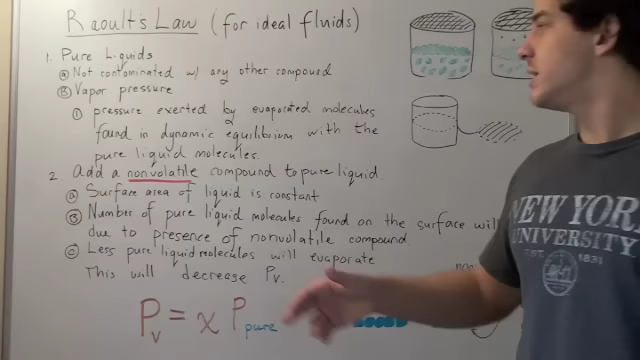 Raoult's Law (for ideal fluids)
1. Pure Liquids
ⓐ Not contaminated w/ any other compound
Ⓑ Vapor pressure
① pressure exerted by evaporated molecules
found in dynamic equilibrium with the
pure liquid molecules.
2. Add a nonvolatile compound to pure liquid.
ⓐ Surface area of liquid is constant
Ⓑ Number of pure liquid molecules found on the surface will
due to presence of nonvolatile compound.
© Less pure liquid molecules will evaporate
This will decrease Pv.
Pv = x Ppure
NEW YORK
UNIVERSITY
EST. 1831